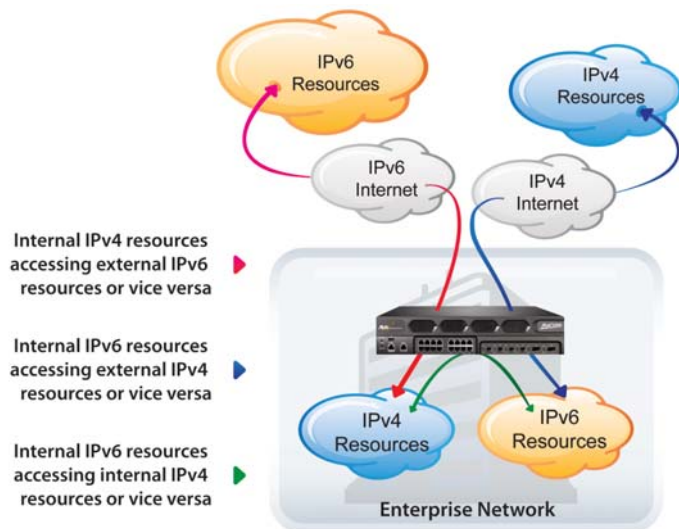 IPv6
Resources
IPv4
Resources
IPv6
Internet
IPv4
Internet
Internal IPv4 resources
accessing external IPv6
resources or vice versa
Internal IPv6 resources
accessing external IPv4
resources or vice versa
Internal IPv6 resources
accessing internal IPv4
resources or vice versa
IPv4
Resources
IPv6
Resources
Enterprise Network